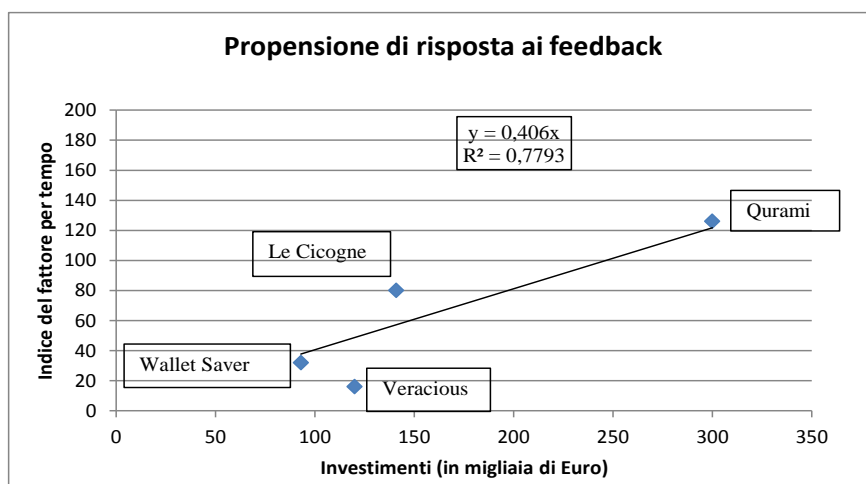 Propensione di risposta ai feedback
Indice del fattore per tempo
200
180
160
140
120
100
80
60
40
20
0
y = 0,406x
R² = 0,7793
Qurami
Le Cicogne
Wallet Saver
Veracious
0 50 100 150 200 250 300 350
Investimenti (in migliaia di Euro)